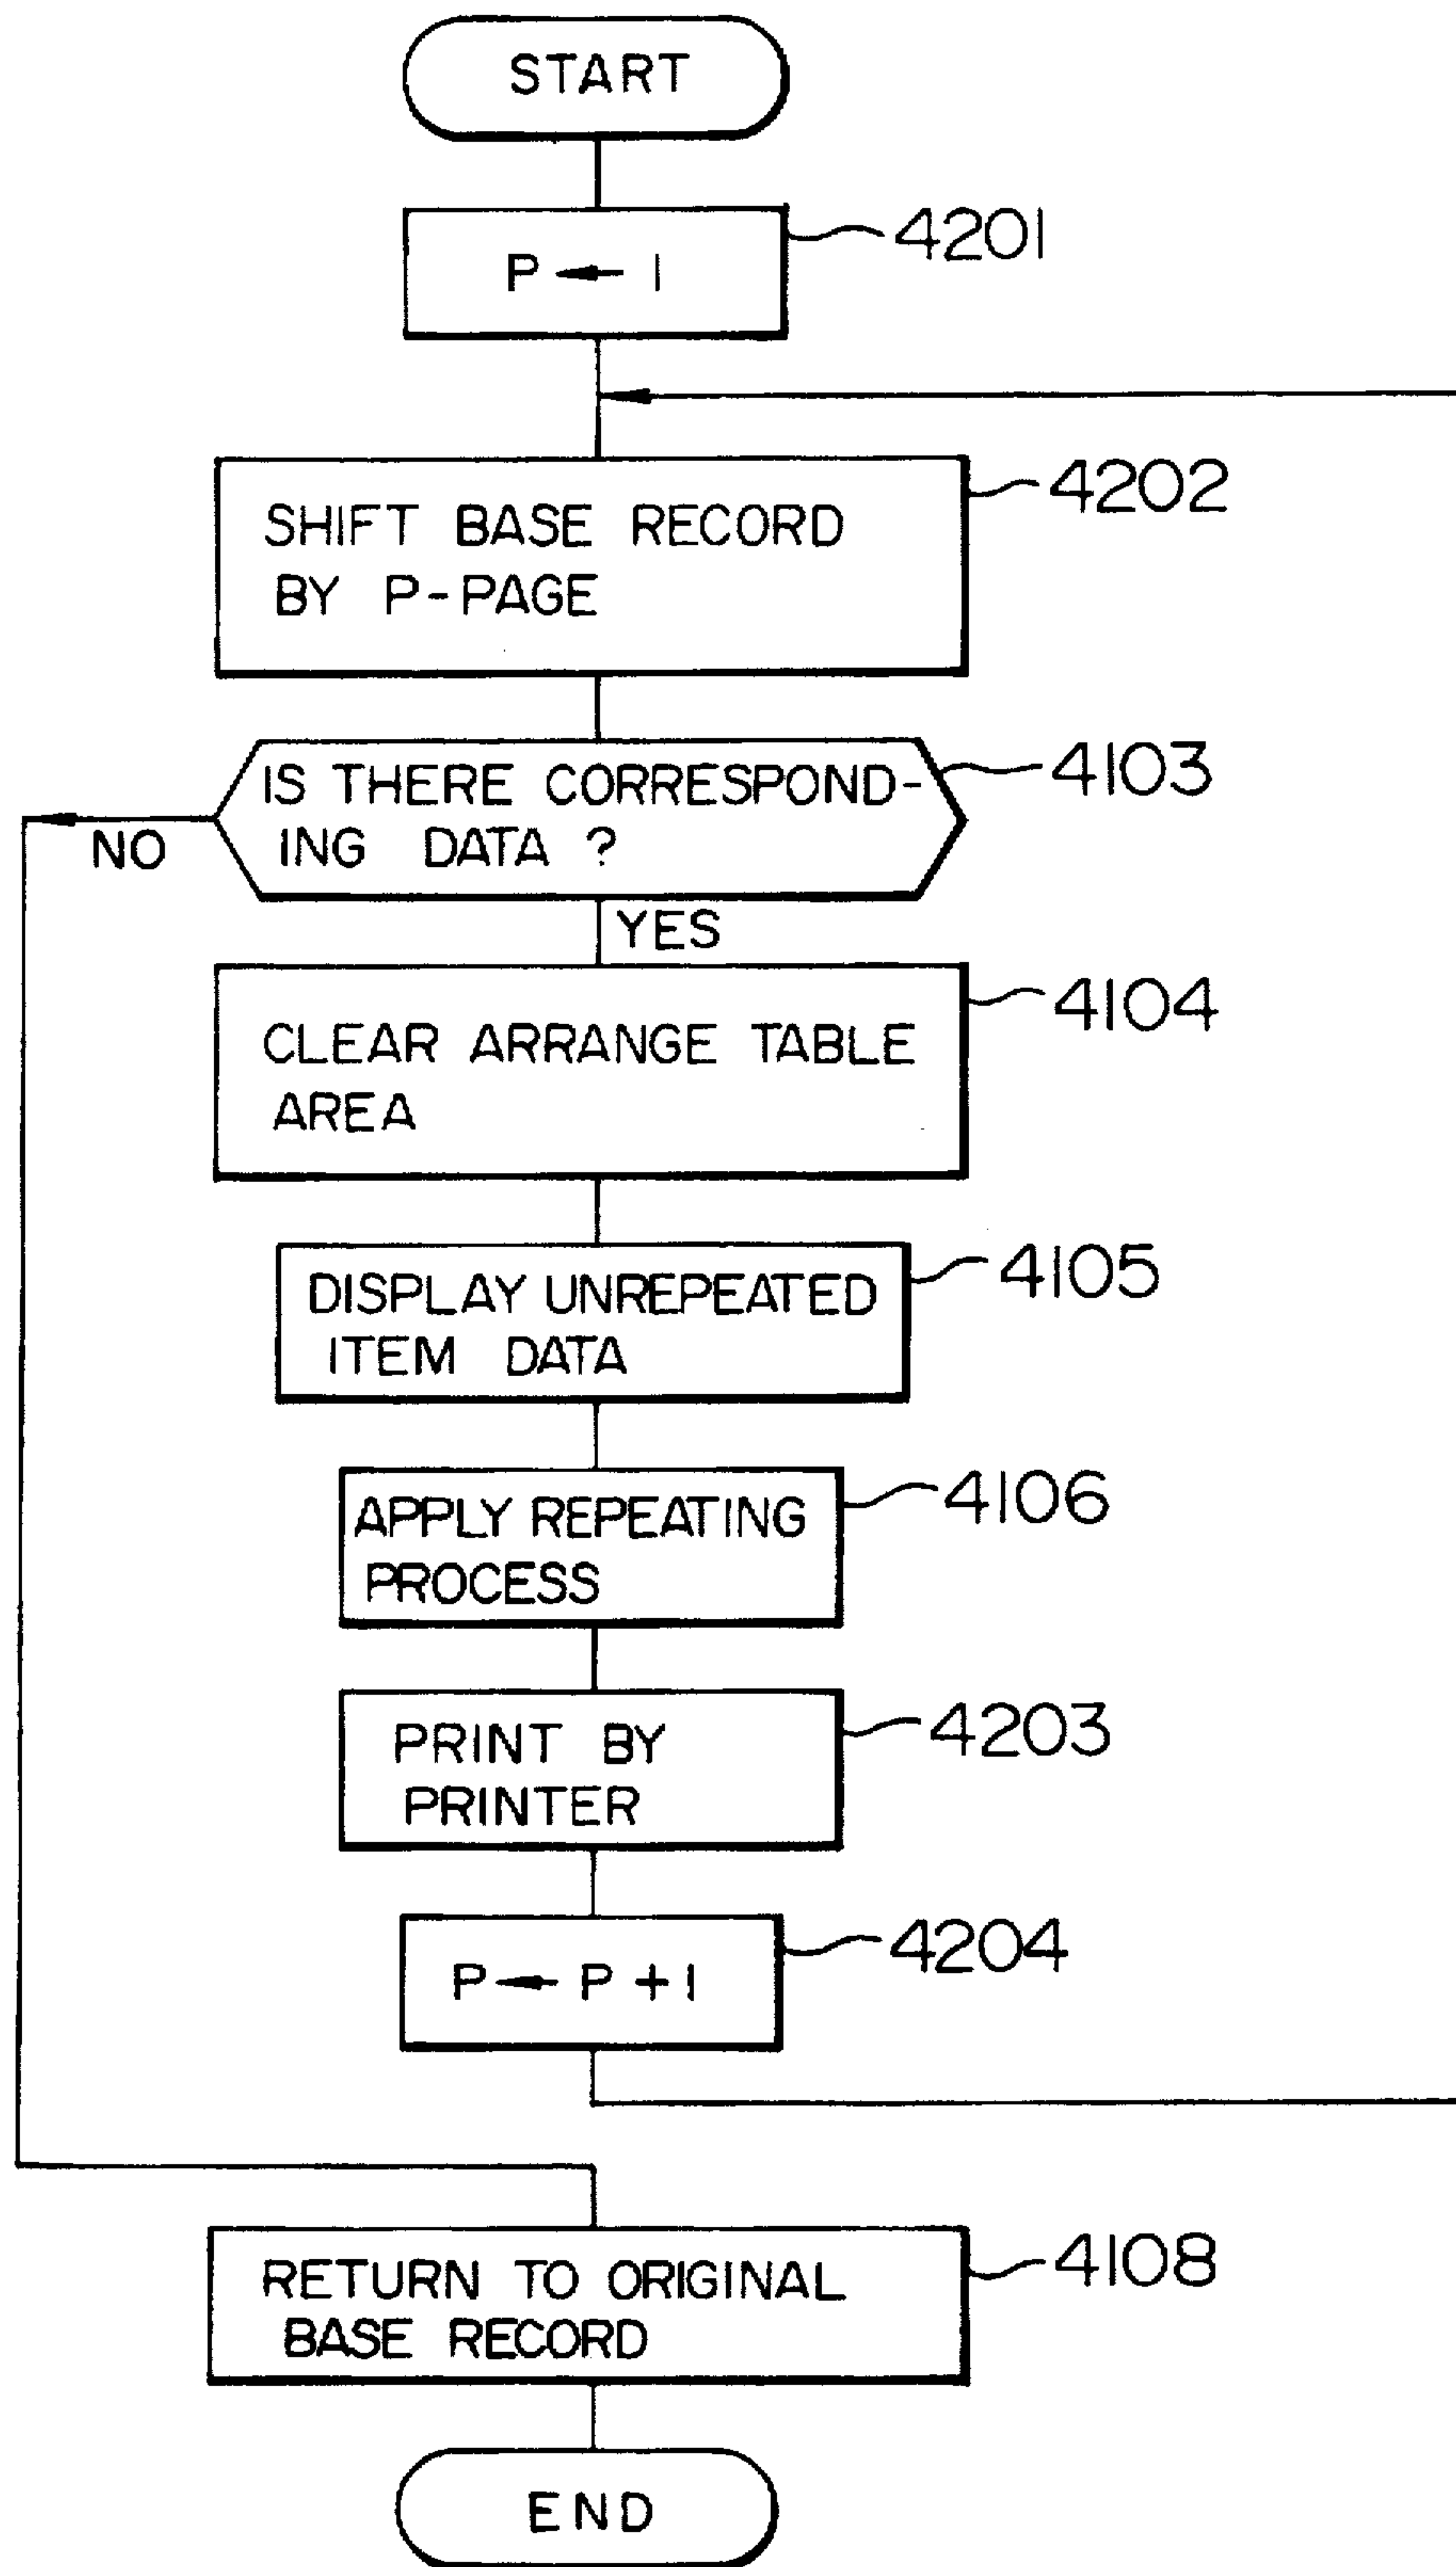 START
P ← 1
4201
SHIFT BASE RECORD
BY P-PAGE
4202
IS THERE CORRESPOND-
ING DATA ?
4103
NO
YES
CLEAR ARRANGE TABLE
AREA
4104
DISPLAY UNREPEATED
ITEM DATA
4105
APPLY REPEATING
PROCESS
4106
PRINT BY
PRINTER
4203
P ← P + 1
4204
RETURN TO ORIGINAL
BASE RECORD
4108
END